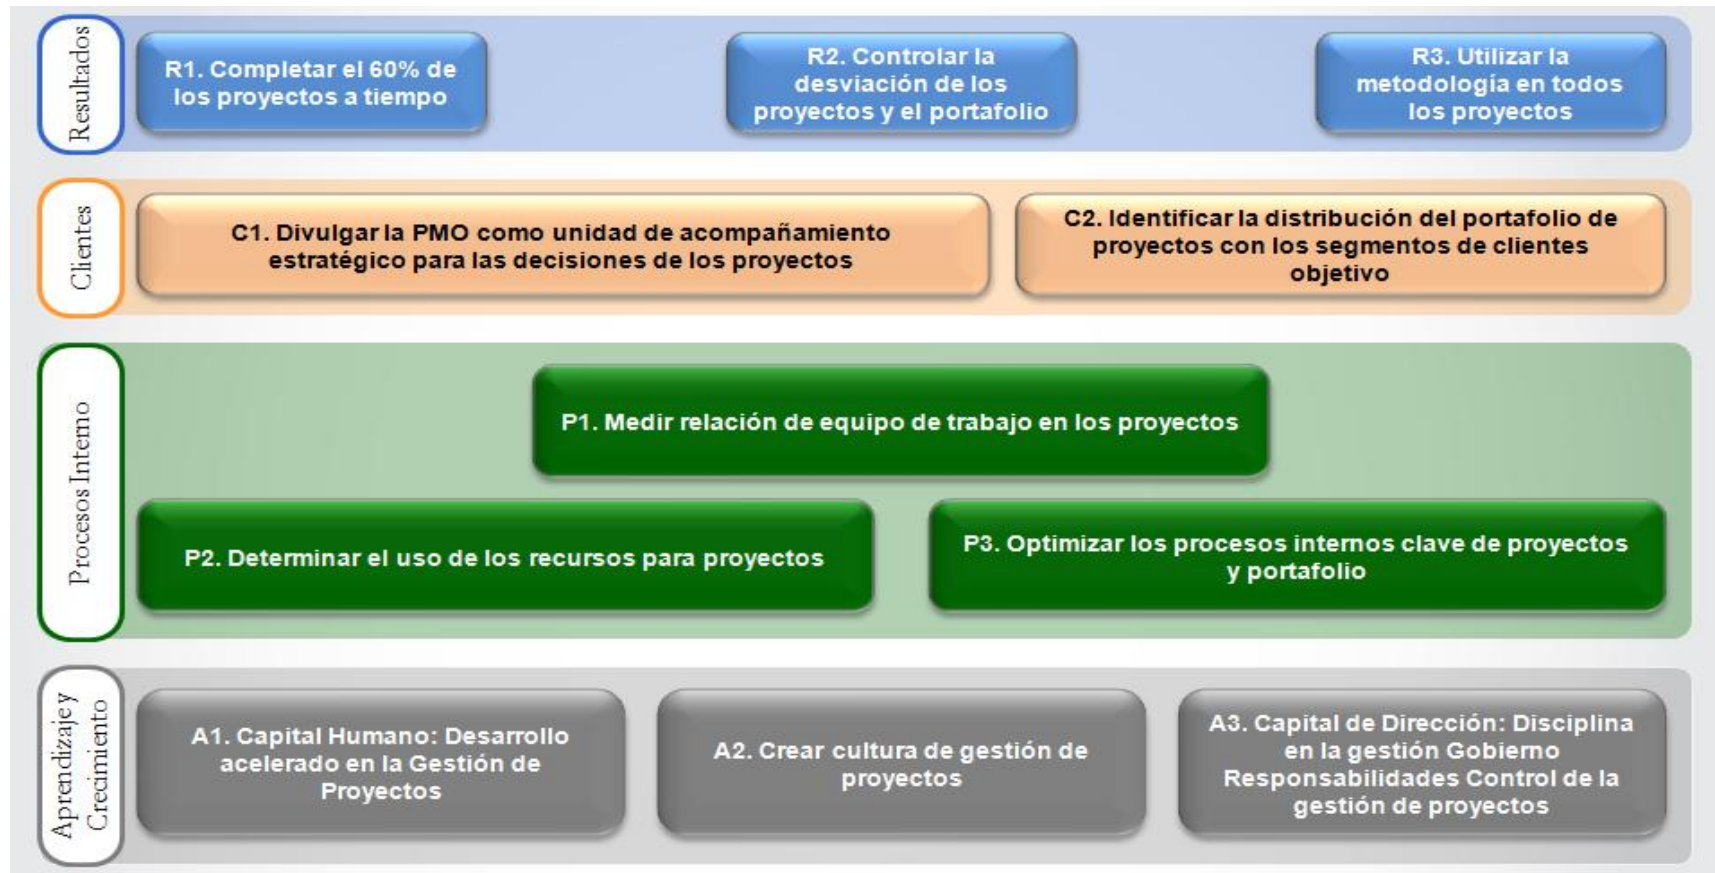 Resultados
R1. Completar el 60% de
los proyectos a tiempo
R2. Controlar la
desviación de los
proyectos y el portafolio
R3. Utilizar la
metodología en todos
los proyectos
Clientes
C1. Divulgar la PMO como unidad de acompañamiento
estratégico para las decisiones de los proyectos
C2. Identificar la distribución del portafolio de
proyectos con los segmentos de clientes
objetivo
Procesos Interno
P1. Medir relación de equipo de trabajo en los proyectos
P2. Determinar el uso de los recursos para proyectos
P3. Optimizar los procesos internos clave de proyectos
y portafolio
Aprendizaje y
Crecimiento
A1. Capital Humano: Desarrollo
acelerado en la Gestión de
Proyectos
A2. Crear cultura de gestión de
proyectos
A3. Capital de Dirección: Disciplina
en la gestión Gobierno
Responsabilidades Control de la
gestión de proyectos